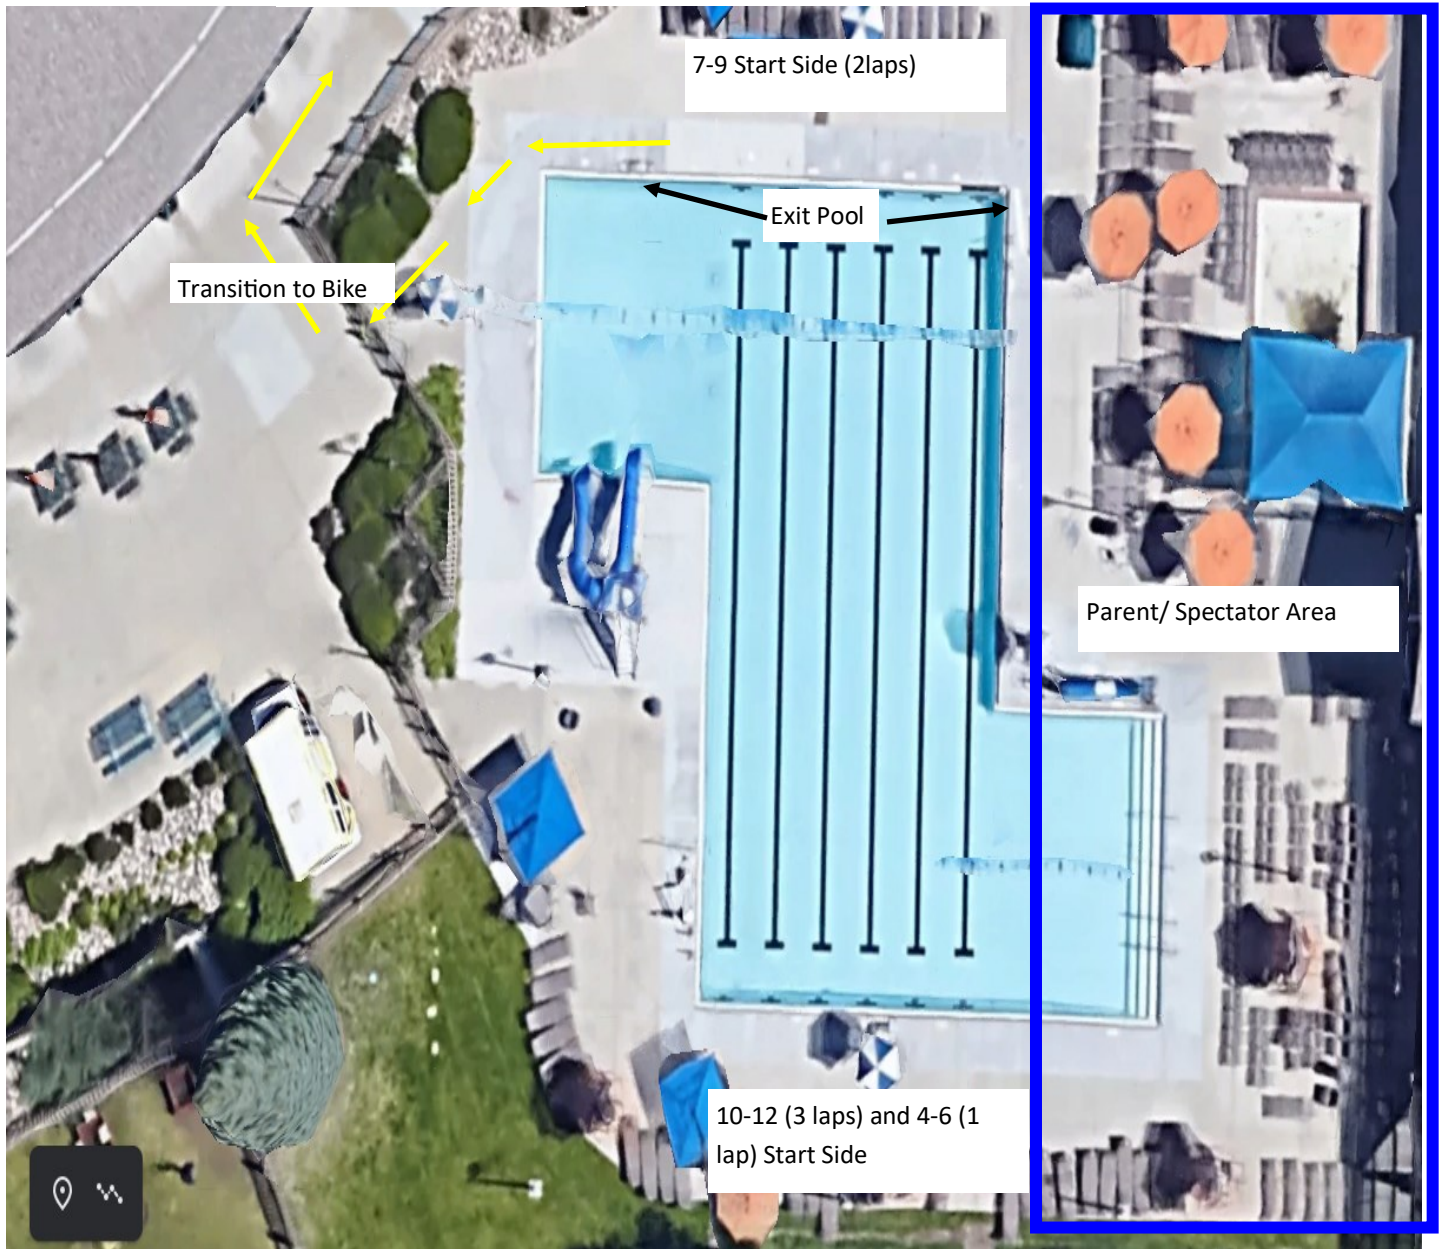 7-9 Start Side (2laps)
Exit Pool
Transition to Bike
Parent/ Spectator Area
10-12 (3 laps) and 4-6 (1
lap) Start Side